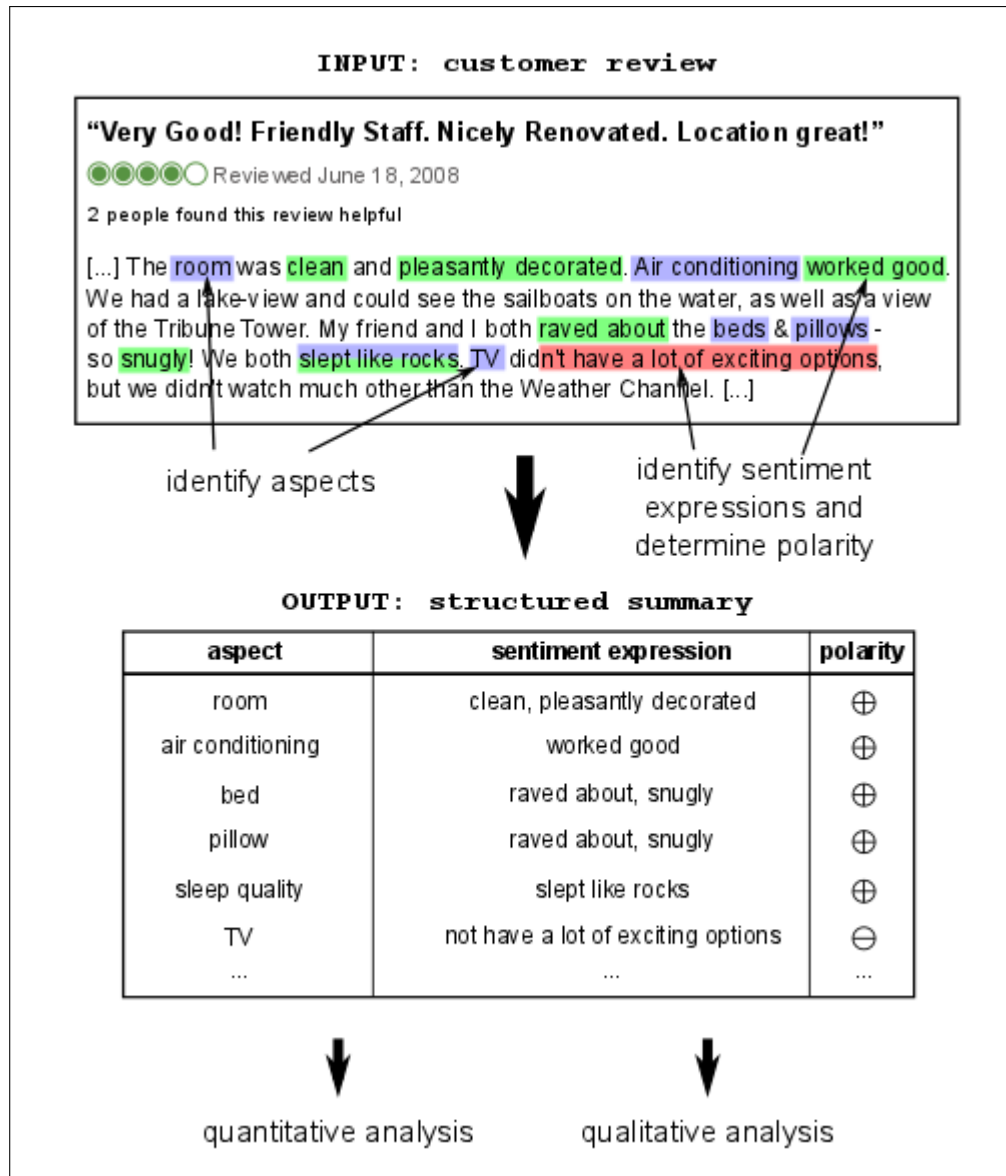 INPUT: customer review
“Very Good! Friendly Staff. Nicely Renovated. Location great!”
Reviewed June 18, 2008
2 people found this review helpful
[...] The room was clean and pleasantly decorated. Air conditioning worked good.
We had a lake-view and could see the sailboats on the water, as well as a view
of the Tribune Tower. My friend and I both raved about the beds & pillows -
so snugly! We both slept like rocks. TV didn't have a lot of exciting options,
but we didn't watch much other than the Weather Channel. [...]
identify aspects
identify sentiment
expressions and
determine polarity
OUTPUT: structured summary
aspect sentiment expression polarity
room clean, pleasantly decorated ⊕
air conditioning worked good ⊕
bed raved about, snugly ⊕
pillow raved about, snugly ⊕
sleep quality slept like rocks ⊕
TV not have a lot of exciting options ⊖
... ... ...
quantitative analysis qualitative analysis